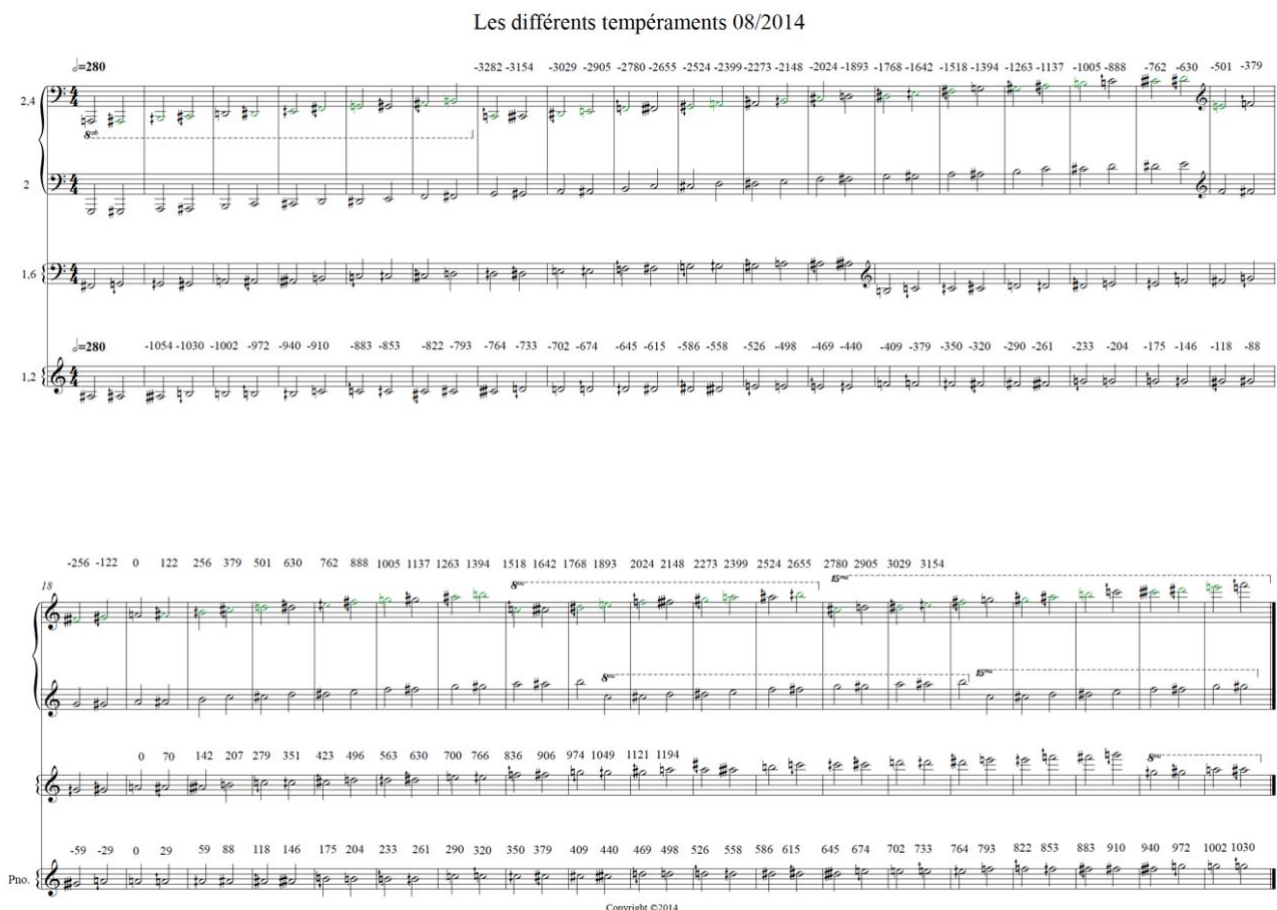 Les différents tempéraments 08/2014
=280 -3282 -3154 -3029 -2905 -2780 -2655 -2524 -2399 -2273 -2148 -2024 -1893 -1768 -1642 -1518 -1394 -1263 -1137 -1005 -888 -762 -630 -501 -379
2,4
8vb
2
1,6
=280 -1054 -1030 -1002 -972 -940 -910 -883 -853 -822 -793 -764 -733 -702 -674 -645 -615 -586 -558 -526 -498 -469 -440 -409 -379 -350 -320 -290 -261 -233 -204 -175 -146 -118 -88
1,2
-256 -122 0 122 256 379 501 630 762 888 1005 1137 1263 1394 1518 1642 1768 1893 2024 2148 2273 2399 2524 2655 2780 2905 3029 3154
18 8va 15ma
8va 15ma
0 70 142 207 279 351 423 496 563 630 700 766 836 906 974 1049 1121 1194 8va
-59 -29 0 29 59 88 118 146 175 204 233 261 290 320 350 379 409 440 469 498 526 558 586 615 645 674 702 733 764 793 822 853 883 910 940 972 1002 1030
Pno.
Copyright ©2014